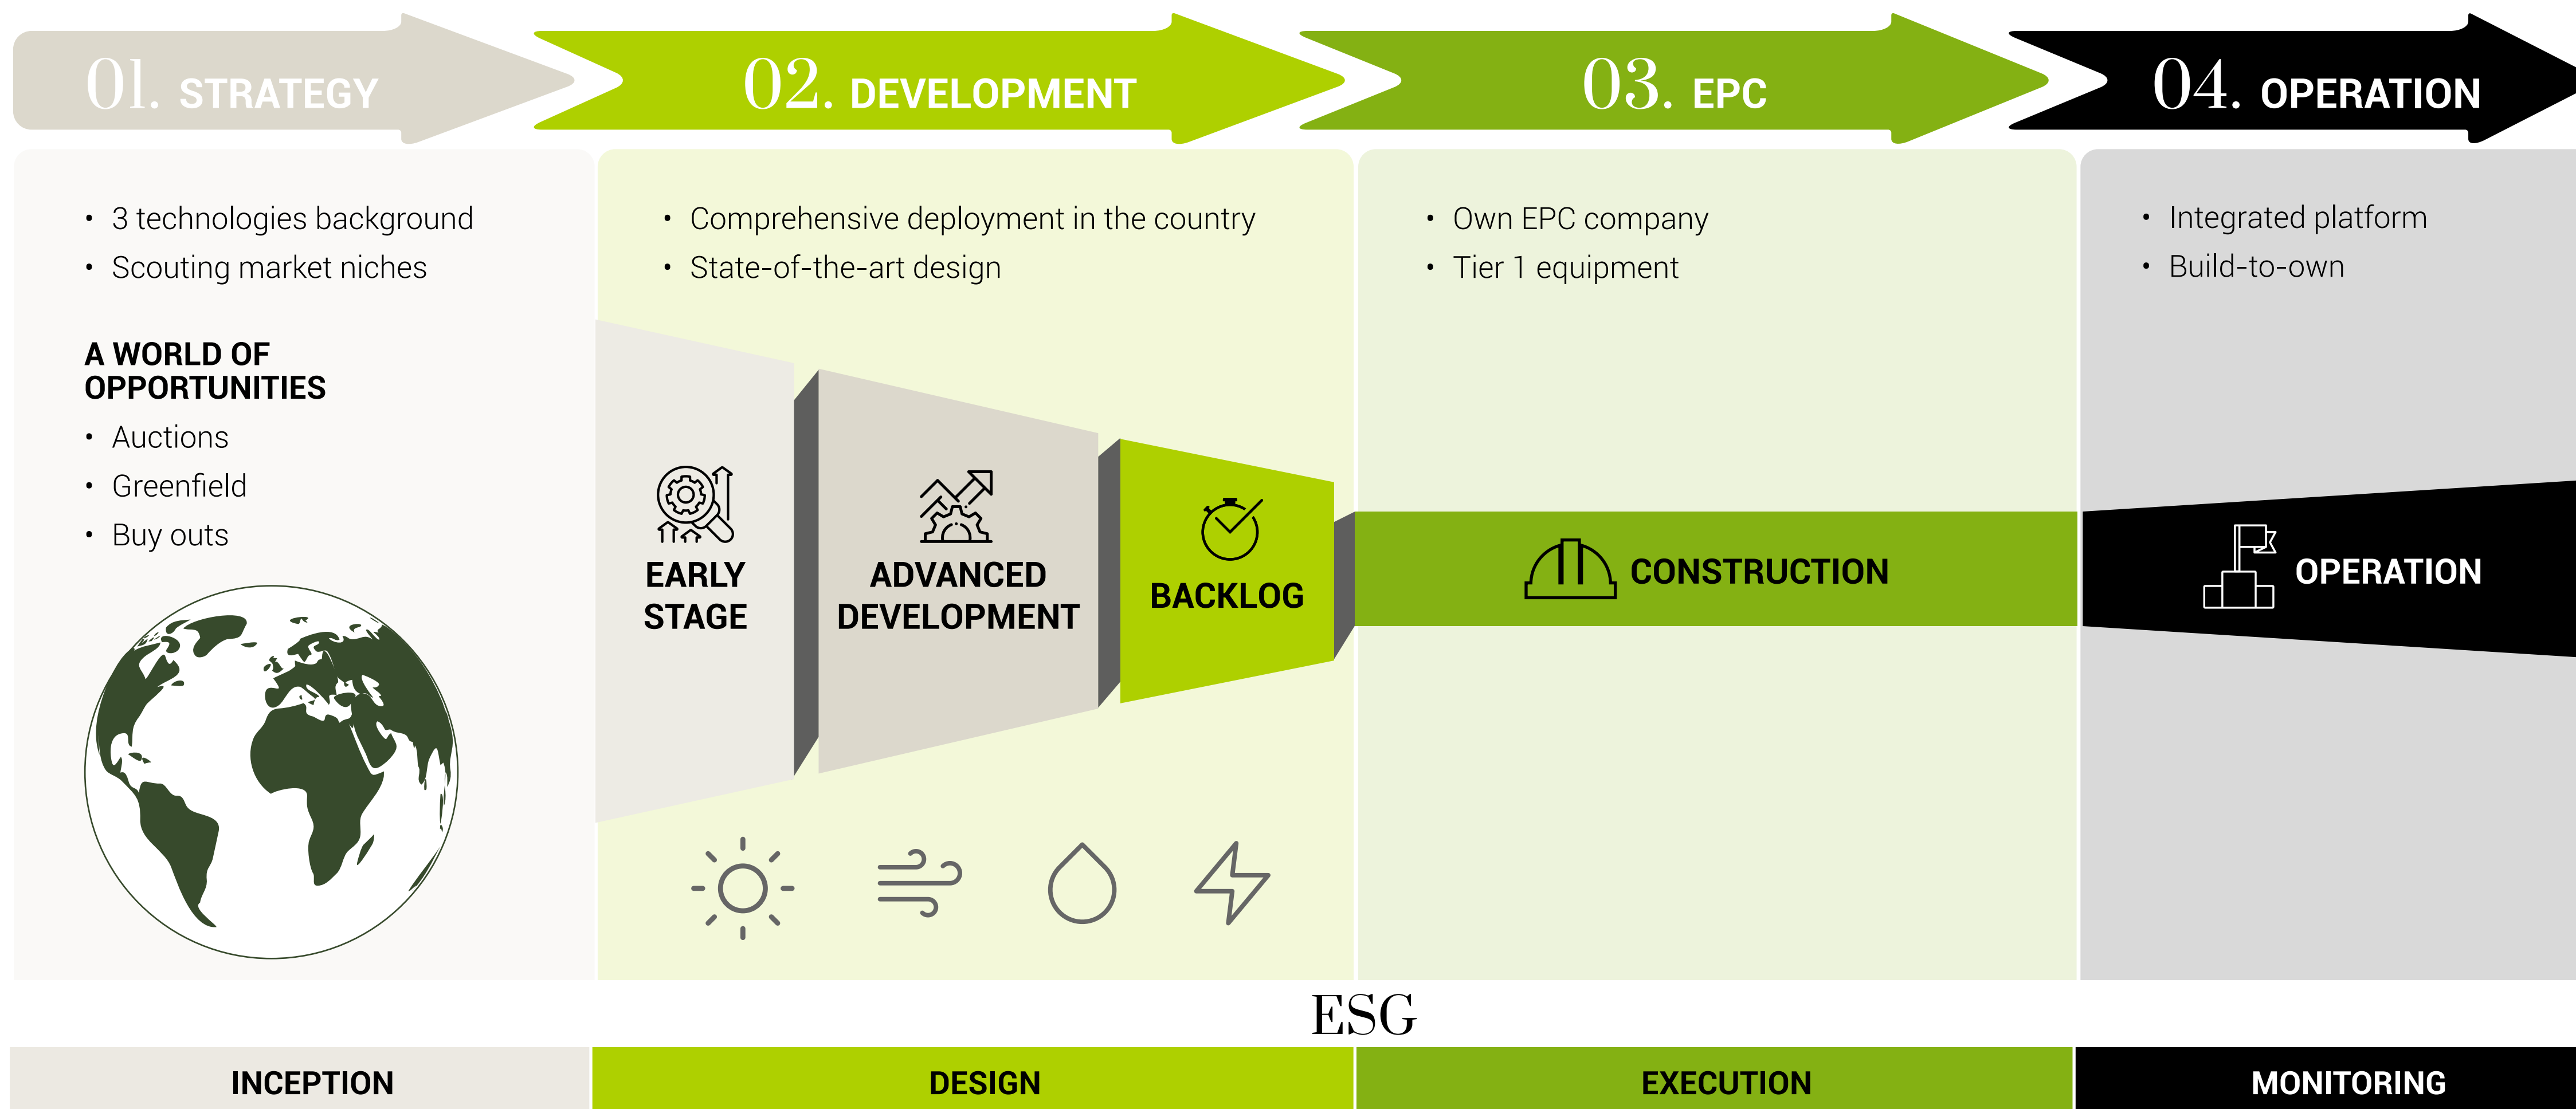 01. STRATEGY
02. DEVELOPMENT
03. EPC
04. OPERATION
• 3 technologies background
• Scouting market niches
A WORLD OF
OPPORTUNITIES
• Auctions
• Greenfield
• Buy outs
• Comprehensive deployment in the country
• State-of-the-art design
EARLY
STAGE
ADVANCED
DEVELOPMENT
BACKLOG
• Own EPC company
• Tier 1 equipment
CONSTRUCTION
• Integrated platform
• Build-to-own
OPERATION
ESG
INCEPTION
DESIGN
EXECUTION
MONITORING